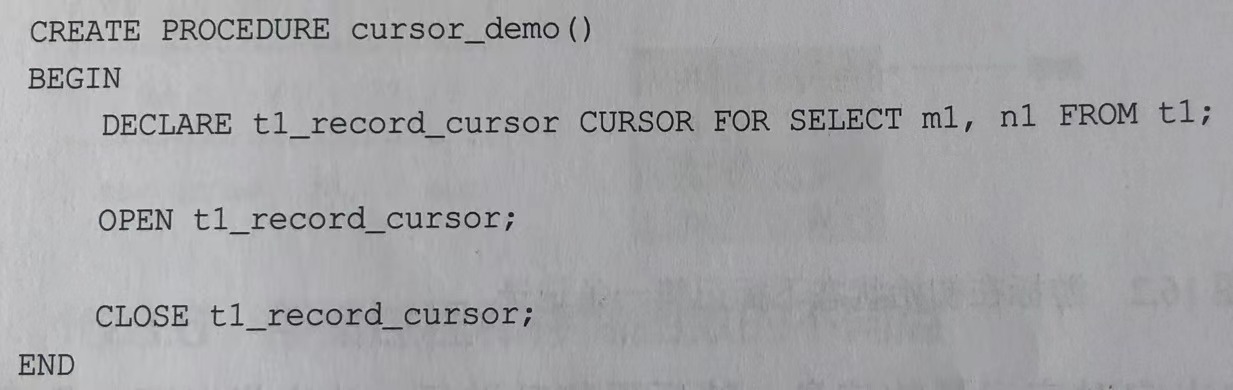 CREATE PROCEDURE cursor_demo()
BEGIN
DECLARE t1_record_cursor CURSOR FOR SELECT m1, n1 FROM t1;
OPEN t1_record_cursor;
CLOSE t1_record_cursor;
END